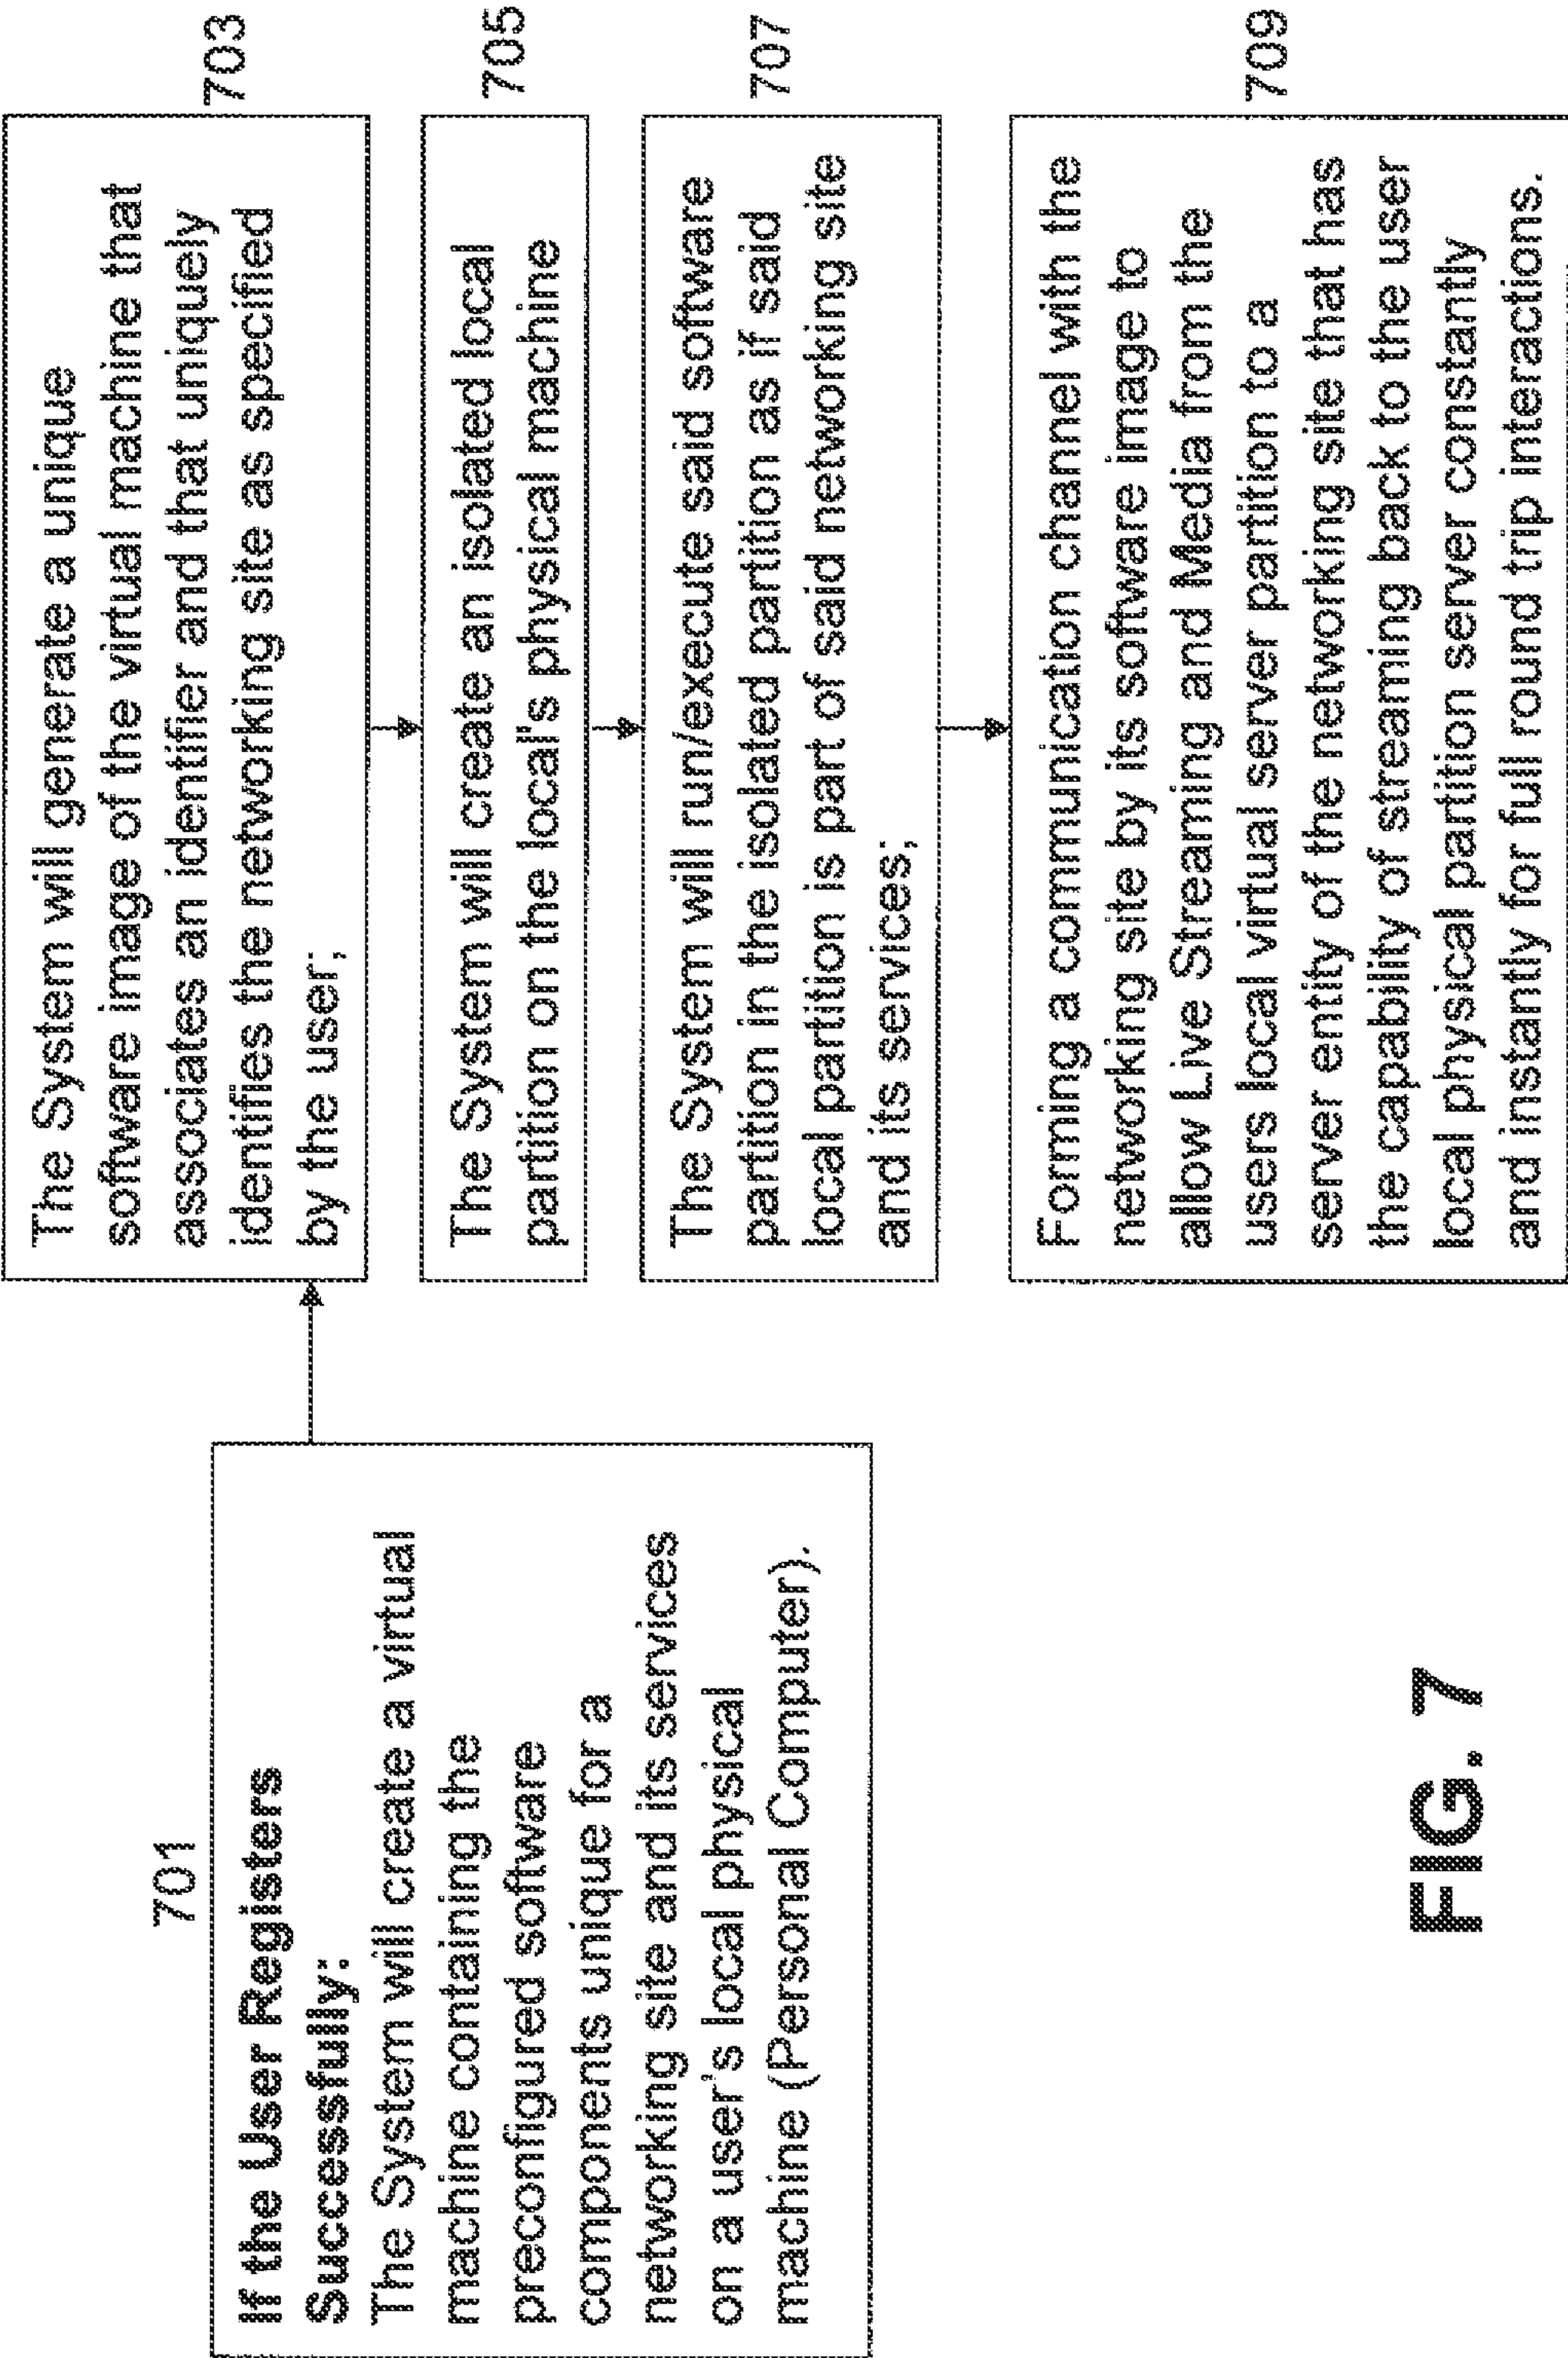 701
If the User Registers
Successfully:
The System will create a virtual
machine containing the
preconfigured software
components unique for a
networking site and its services
on a user's local physical
machine (Personal Computer).
The System will generate a unique
software image of the virtual machine that
associates an identifier and that uniquely
identifies the networking site as specified
by the user;
703
The System will create an isolated local
partition on the local's physical machine
705
The System will run/execute said software
partition in the isolated partition as if said
local partition is part of said networking site
and its services;
707
Forming a communication channel with the
networking site by its software image to
allow Live Streaming and Media from the
users local virtual server partition to a
server entity of the networking site that has
the capability of streaming back to the user
local physical partition server constantly
and instantly for full round trip interactions.
709
FIG. 7